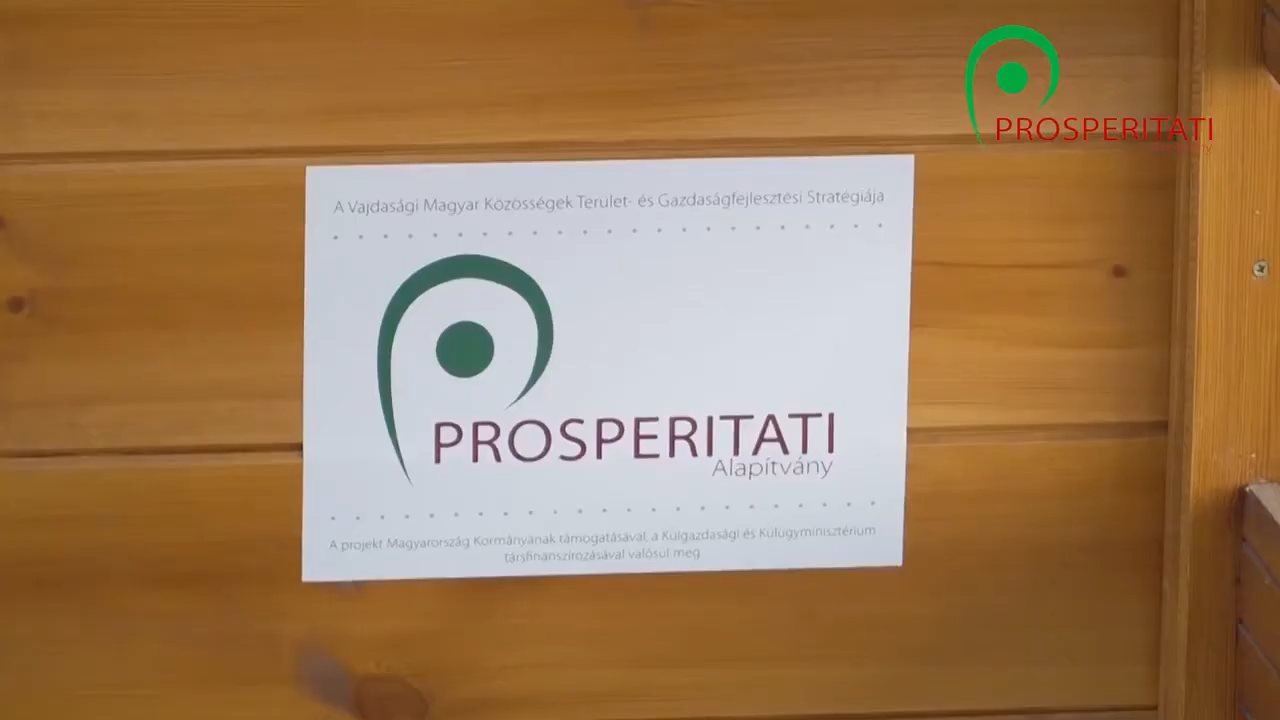 PROSPERITATI
A Vajdasági Magyar Közösségek Terület- és Gazdaságfejlesztési Stratégiája
PROSPERITATI
Alapítvány
A projekt Magyarország Kormányának támogatásával, a Külgazdasági és Külügyminisztérium
társfinanszírozásával valósul meg